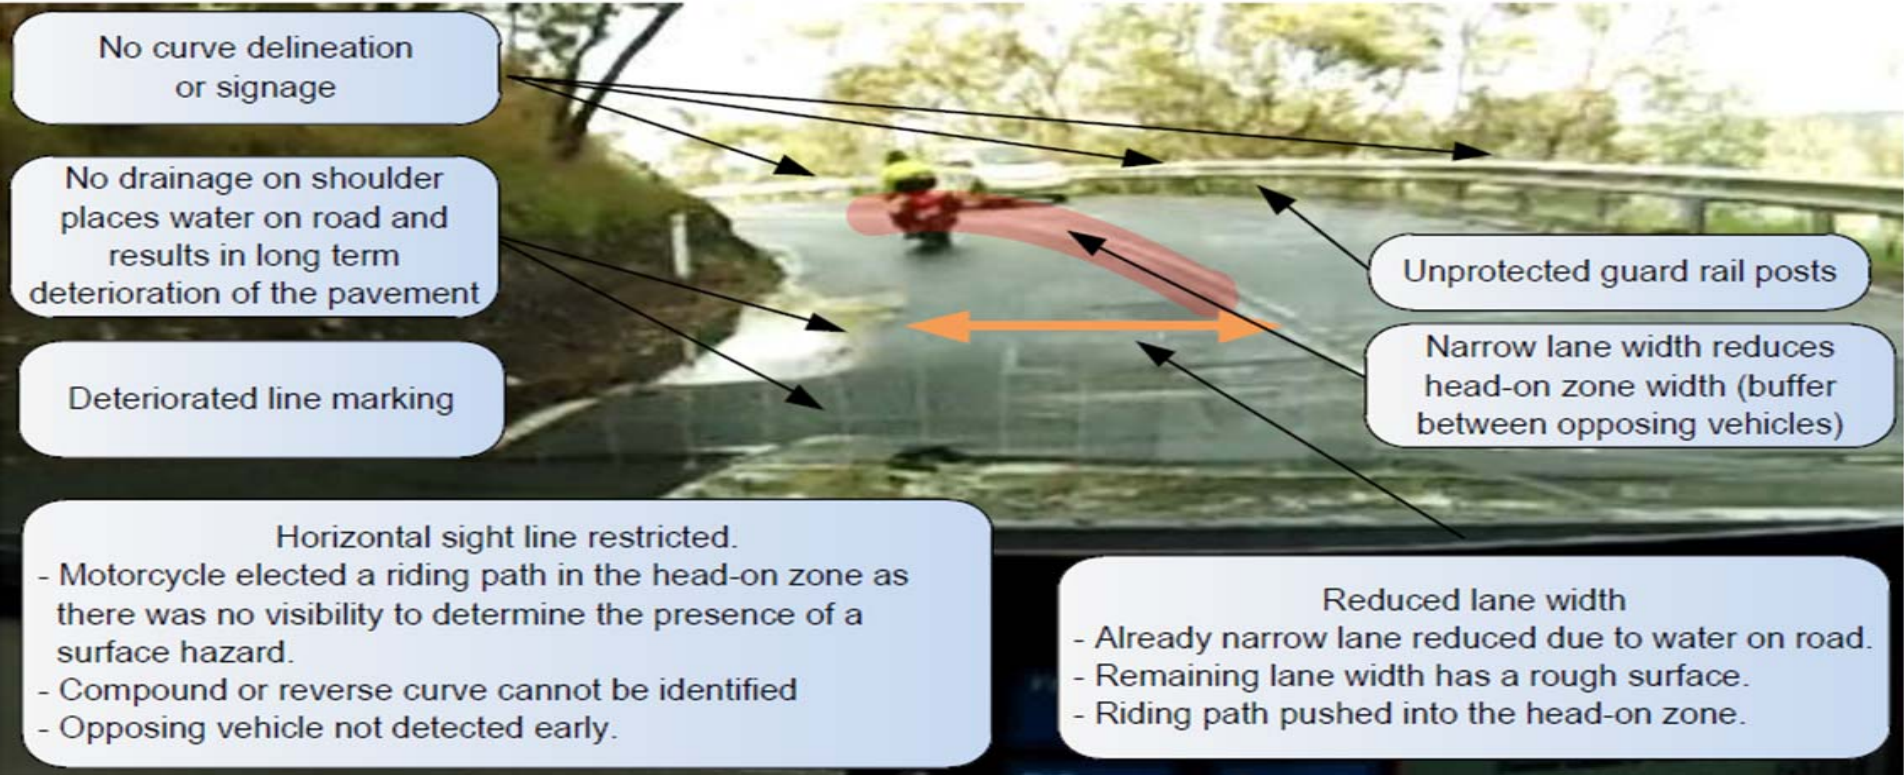 No curve delineation
or signage
No drainage on shoulder
places water on road and
results in long term
deterioration of the pavement
Deteriorated line marking
Unprotected guard rail posts
Narrow lane width reduces
head-on zone width (buffer
between opposing vehicles)
Horizontal sight line restricted.
- Motorcycle elected a riding path in the head-on zone as
there was no visibility to determine the presence of a
surface hazard.
- Compound or reverse curve cannot be identified
- Opposing vehicle not detected early.
Reduced lane width
- Already narrow lane reduced due to water on road.
- Remaining lane width has a rough surface.
- Riding path pushed into the head-on zone.